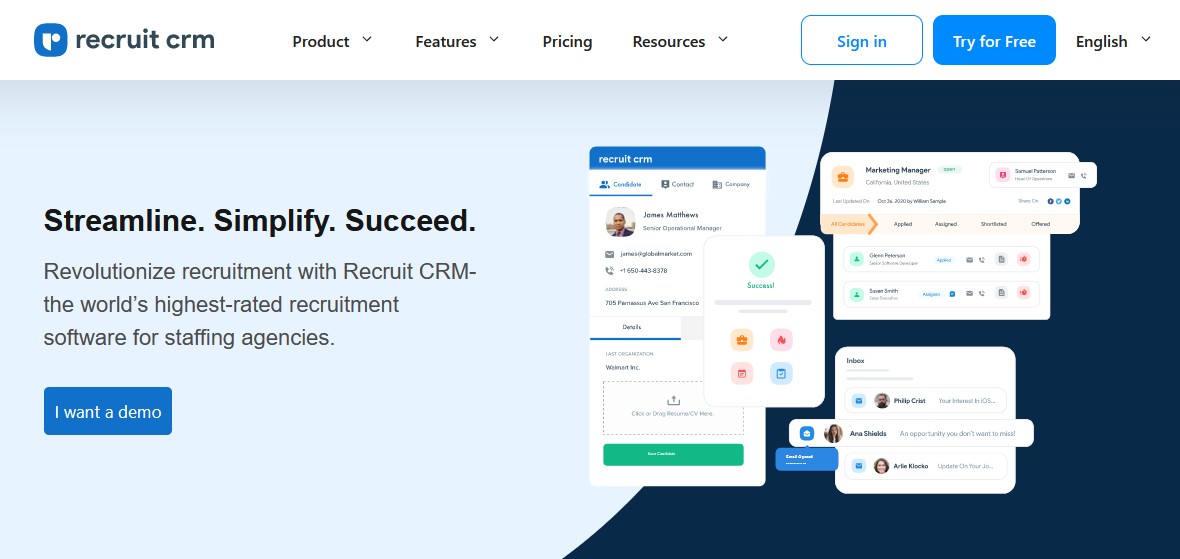 recruit crm
Product
Features
Pricing
Resources
Sign in
Try for Free
English
Streamline. Simplify. Succeed.
Revolutionize recruitment with Recruit CRM-
the world’s highest-rated recruitment
software for staffing agencies.
I want a demo
recruit crm
Candidate
Contact
Company
James Matthews
Senior Operational Manager
james@globalmarket.com
+1 650-443-8378
ADDRESS
705 Parnassus Ave San Francisco
Details
LAST ORGANIZATION
Walmart Inc.
Click or Drag Resume/CV Here.
Save Candidate
Success!
Marketing Manager
OPEN
California, United States
Samuel Patterson
Head Of Operations
Last Updated On
Oct 26, 2020 by William Sample
Share On
All Candidates
Applied
Assigned
Shortlisted
Offered
Glenn Peterson
Senior Software Developer
Applied
Susan Smith
Sales Executive
Assigned
Inbox
Philip Crist
Your Interest In iOS...
Ana Shields
An opportunity you don't want to miss!
Email Opened
Arlie Klocko
Update On Your Jo...